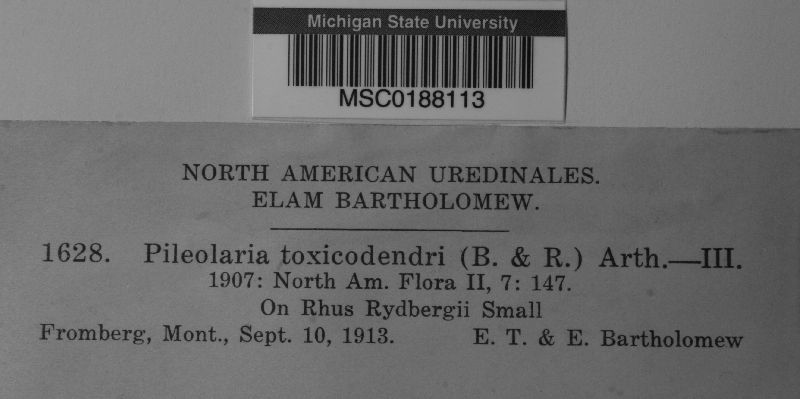 Michigan State University
MSC0188113
NORTH AMERICAN UREDINALES.
ELAM BARTHOLOMEW.
1628. Pileolaria toxicodendri (B. & R.) Arth.—III.
1907: North Am. Flora II, 7: 147.
On Rhus Rydbergii Small
Fromberg, Mont., Sept. 10, 1913. E. T. & E. Bartholomew